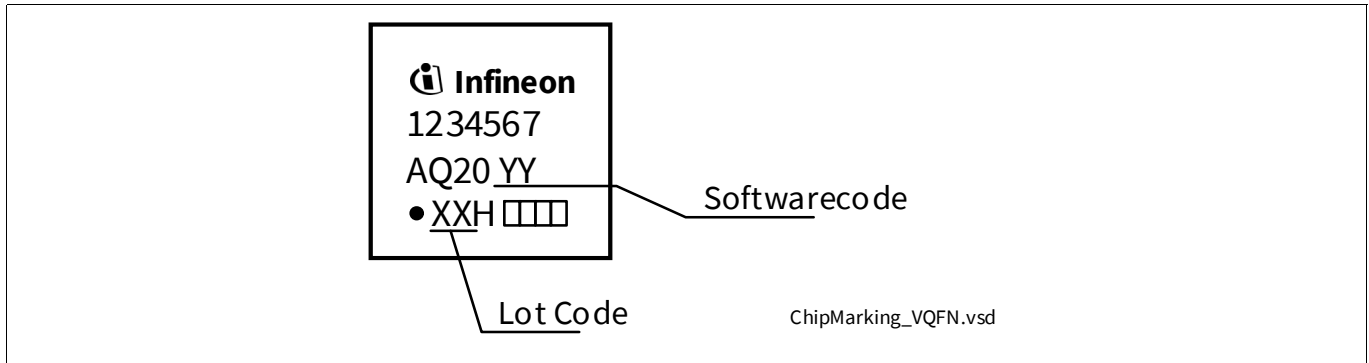 Infineon
1234567
AQ20 YY
•XXH
Softwarecode
Lot Code
ChipMarking_VQFN.vsd